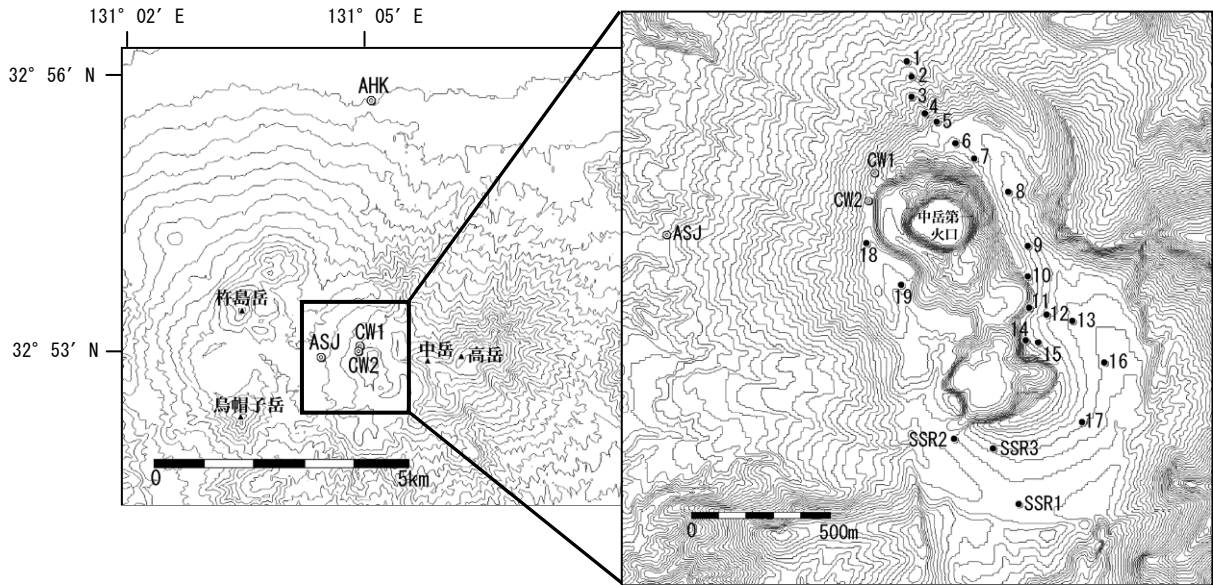 131° 02′ E
131° 05′ E
32° 56′ N
32° 53′ N
AHK
杵島岳
ASJ
CW1
CW2
中岳
高岳
烏帽子岳
0
5km
1
2
3
4
5
6
7
CW1
CW2
8
中岳第一
火口
ASJ
18
9
19
10
11
12
13
14
15
16
17
SSR2
SSR3
SSR1
0
500m